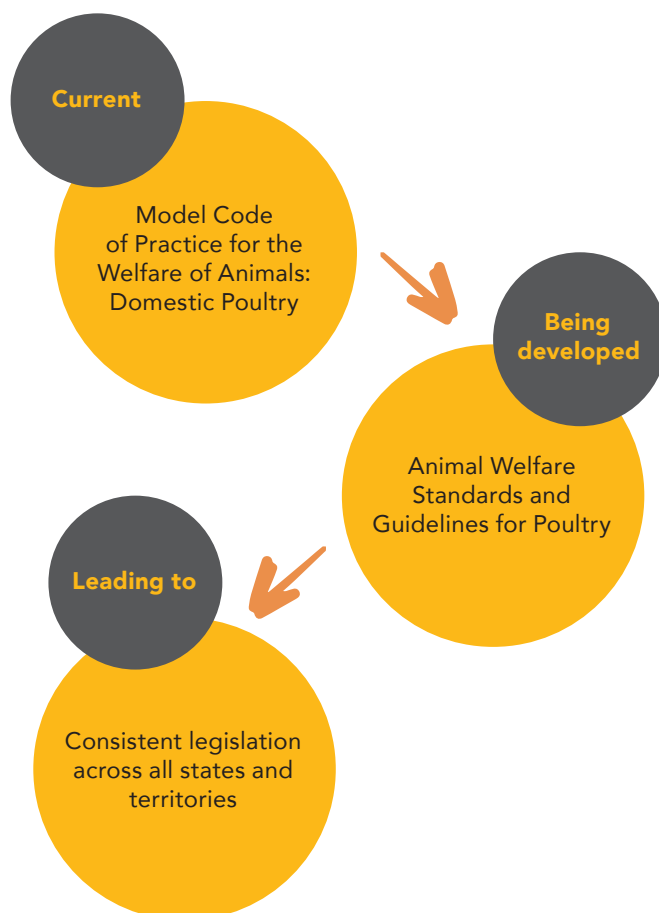 Current
Model Code
of Practice for the
Welfare of Animals:
Domestic Poultry
Being
developed
Animal Welfare
Standards and
Guidelines for Poultry
Leading to
Consistent legislation
across all states and
territories